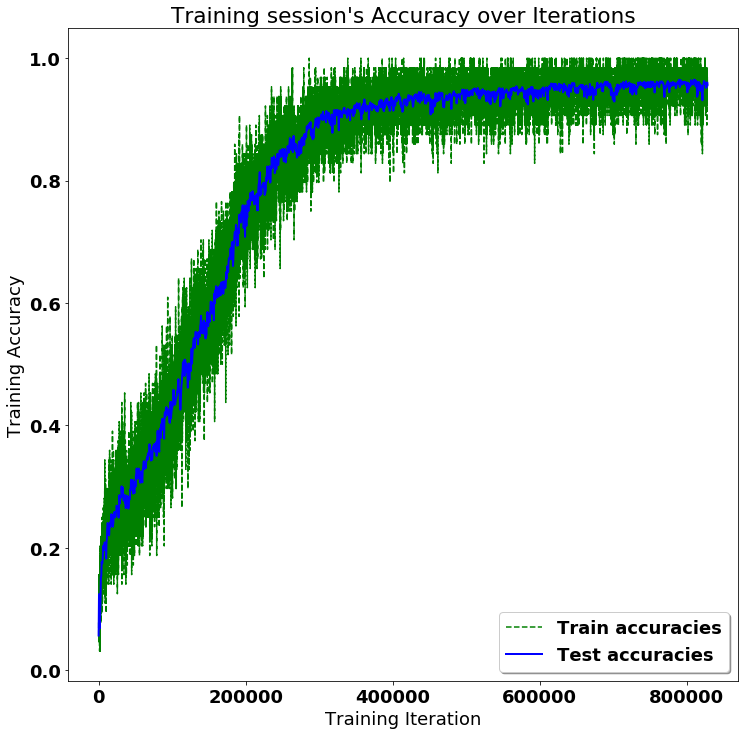 Training session's Accuracy over Iterations
1.0
0.8
0.6
0.4
0.2
0.0
Training Accuracy
0 200000 400000 600000 800000
Training Iteration
Train accuracies
Test accuracies